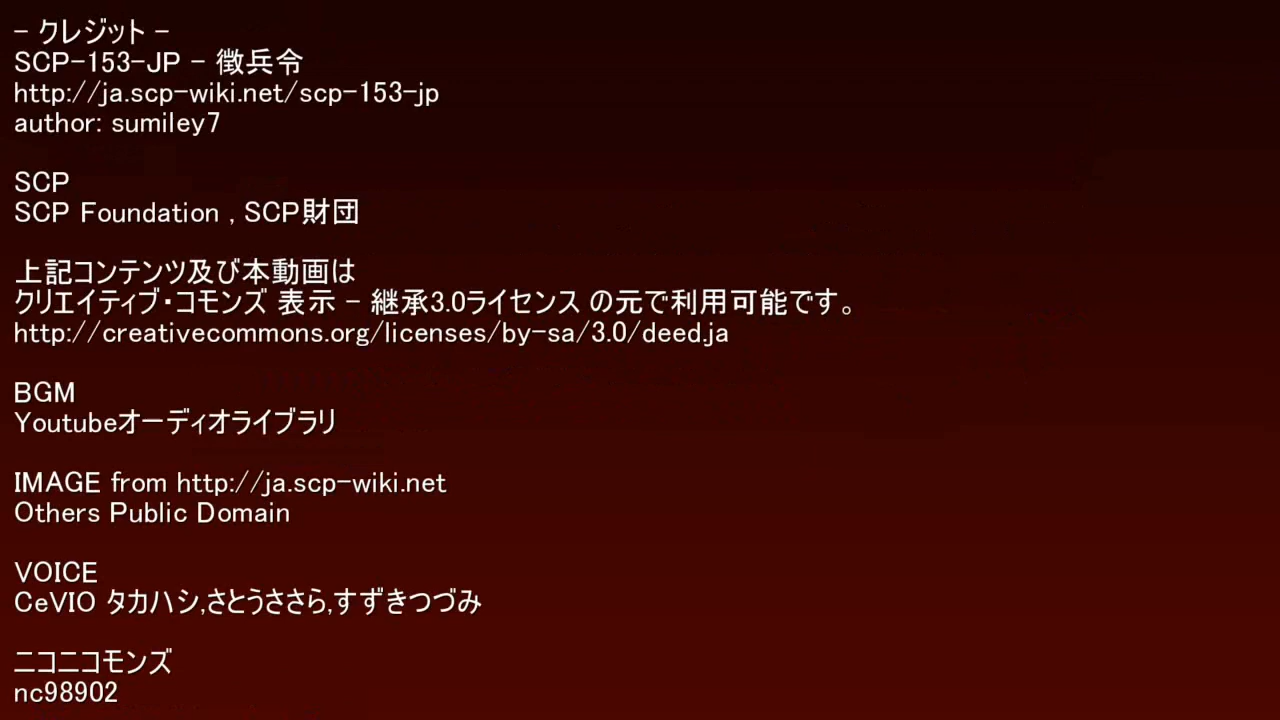 - クレジット -
SCP-153-JP - 徴兵令
http://ja.scp-wiki.net/scp-153-jp
author: sumiley7
SCP
SCP Foundation , SCP財団
上記コンテンツ及び本動画は
クリエイティブ・コモンズ 表示 - 継承3.0ライセンス の元で利用可能です。
http://creativecommons.org/licenses/by-sa/3.0/deed.ja
BGM
Youtubeオーディオライブラリ
IMAGE from http://ja.scp-wiki.net
Others Public Domain
VOICE
CeVIO タカハシ,さとうささら,すずきつづみ
ニコニコモンズ
nc98902